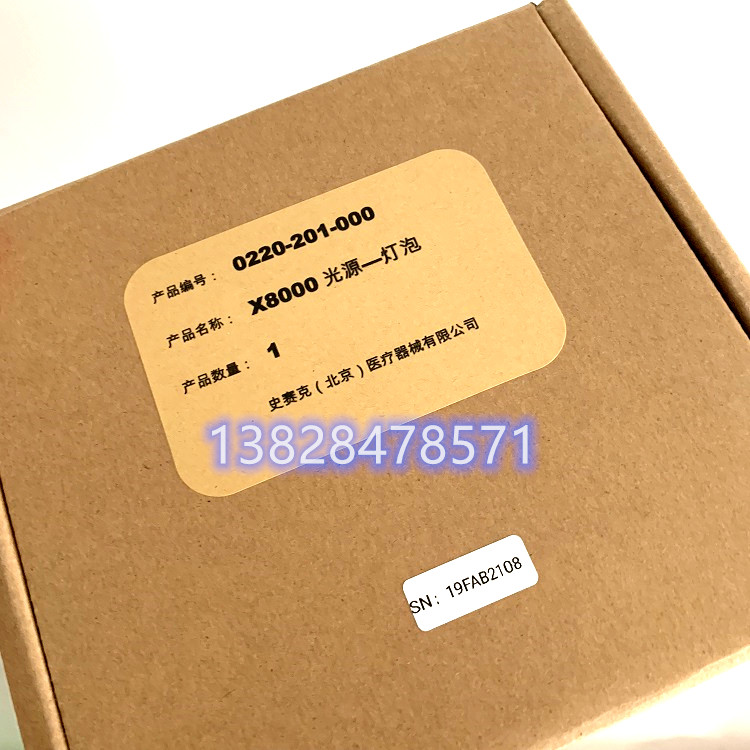 产品编号： 0220-201-000
产品名称： X8000 光源—灯泡
产品数量： 1
史赛克（北京）医疗器械有限公司
13828478571
SN：19FAB2108